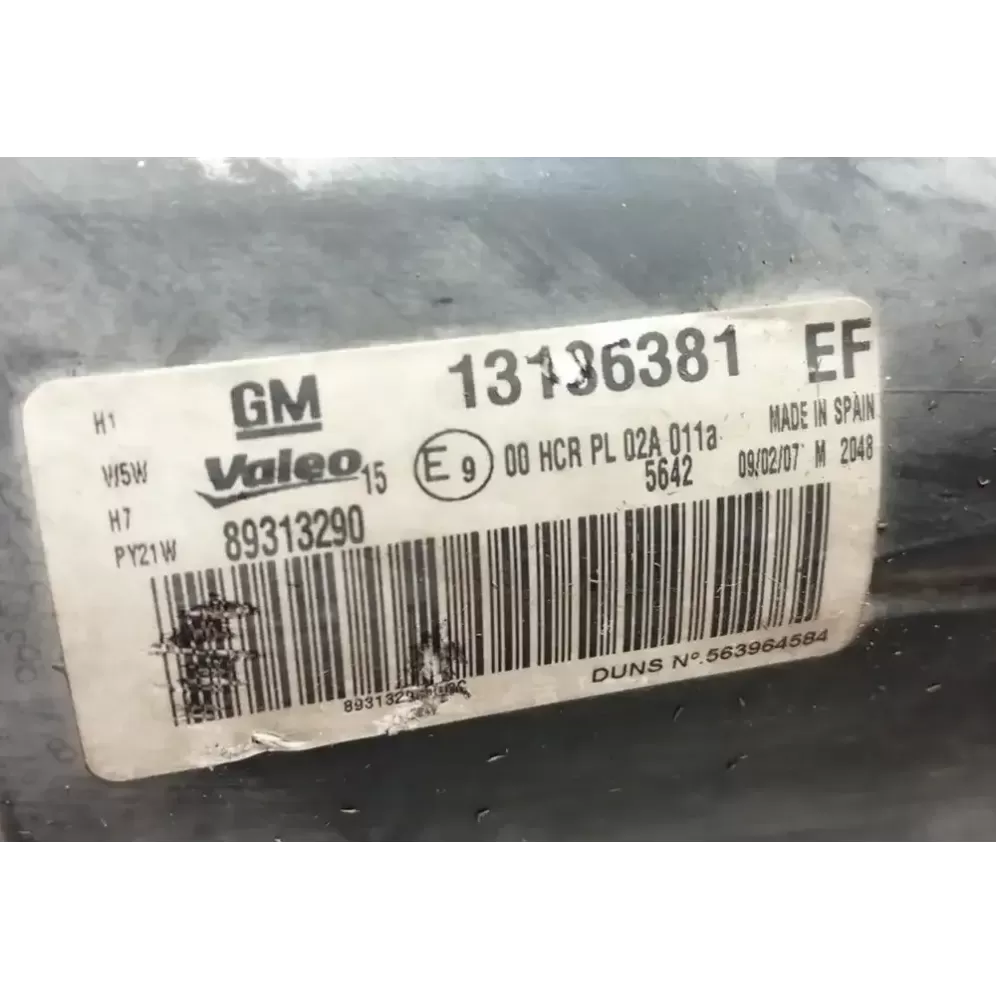 GM 13136381 EF
H1
Valeo 15 E9 00 HCR PL 02A 011a MADE IN SPAIN
W5W 5642 09/02/07 M 2048
H7 89313290
PY21W
DUNS Nº.563964584